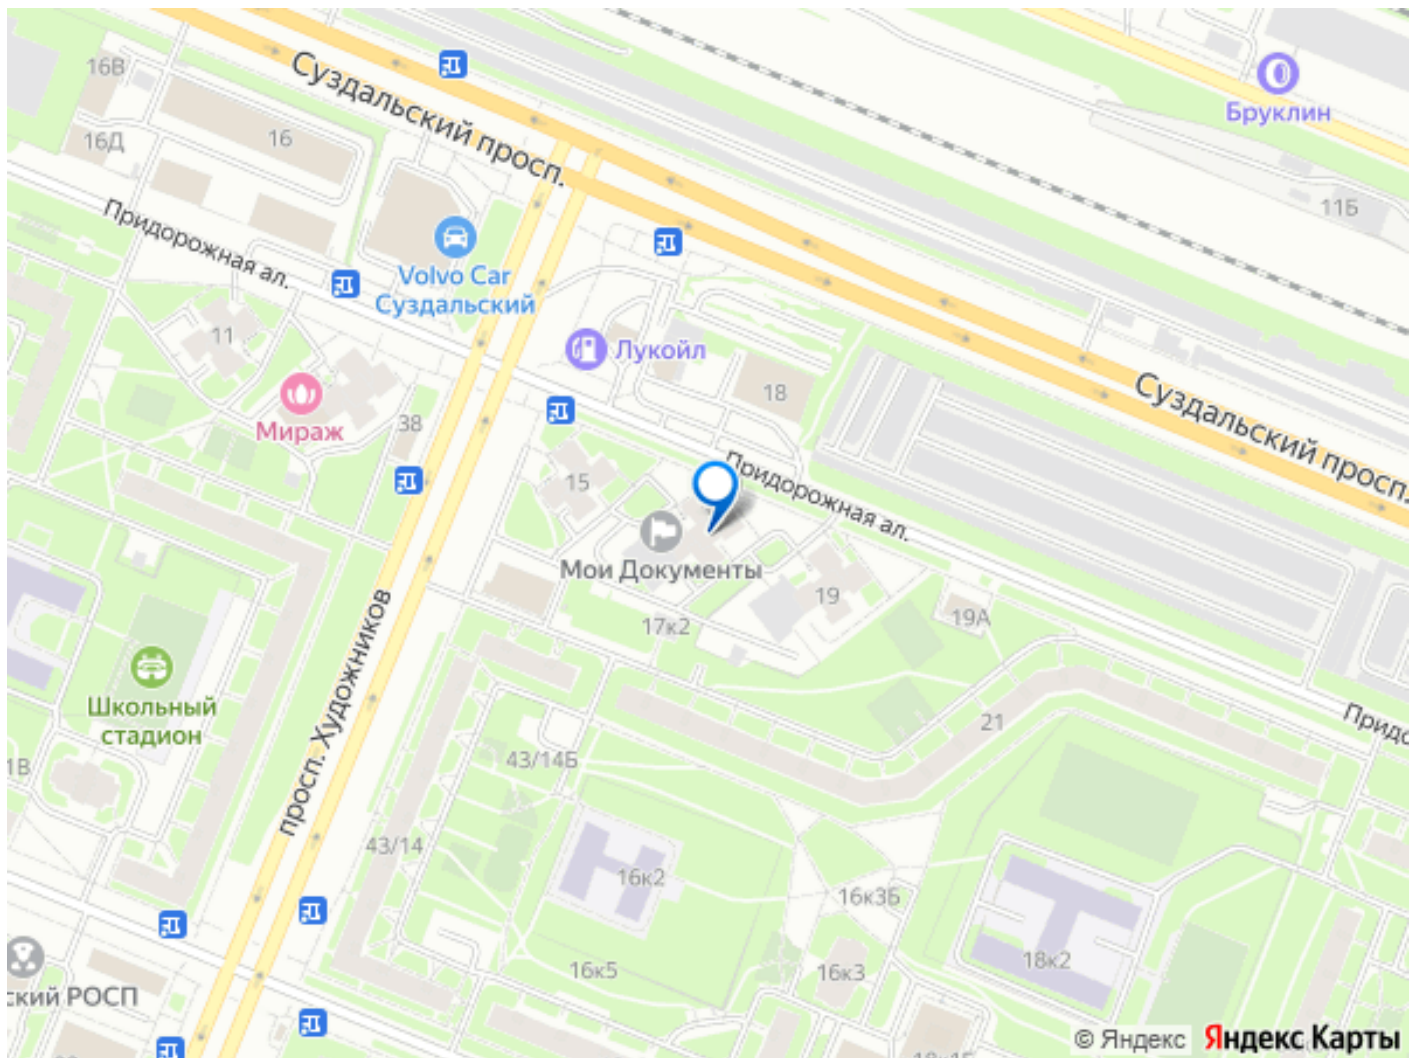 16В
Суздальский просп.
Бруклин
16
16Д
11Б
Придорожная ал.
Volvo Car
Суздальский
11
Лукойл
18
Суздальский просп.
Мираж
38
15
Придорожная ал.
Мои Документы
19
19А
17к2
просп. Художников
Школьный
стадион
21
Придо
1В
43/14Б
43/14
16к2
16к3Б
18к2
16к5
16к3
ский РОСП
© Яндекс Яндекс Карты